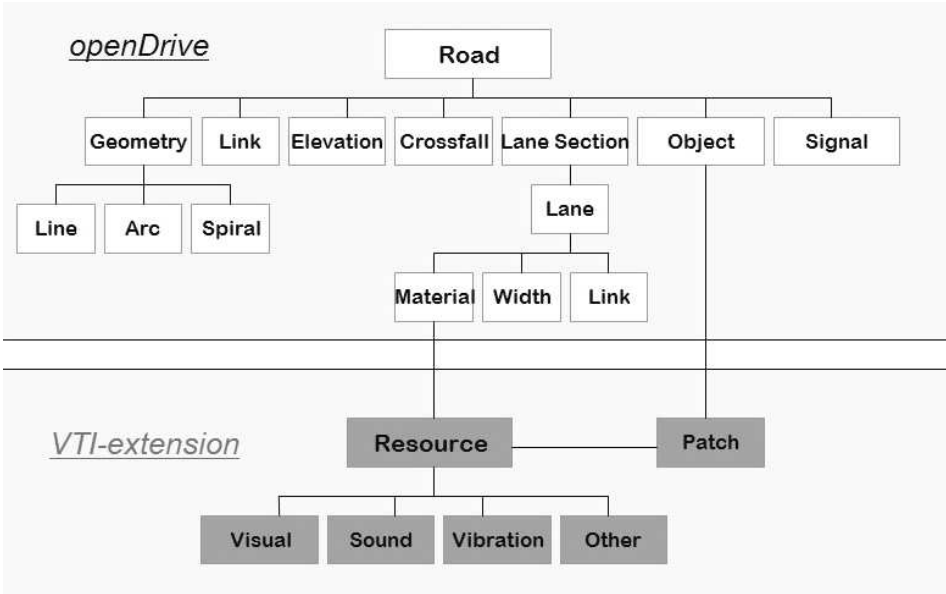 openDrive
Road
Geometry
Link
Elevation
Crossfall
Lane Section
Object
Signal
Line
Arc
Spiral
Lane
Material
Width
Link
VTI-extension
Resource
Patch
Visual
Sound
Vibration
Other